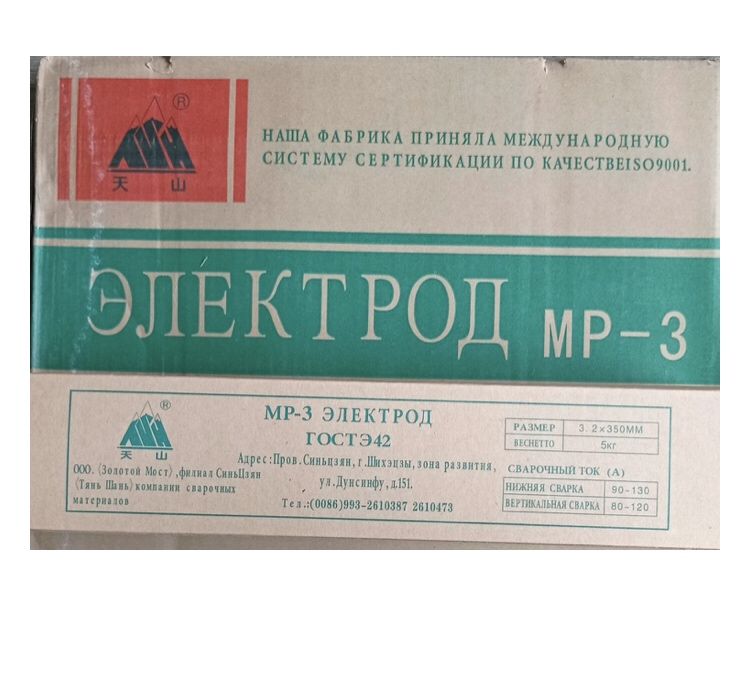 ®
天 山
НАША ФАБРИКА ПРИНЯЛА МЕЖДУНАРОДНУЮ
СИСТЕМУ СЕРТИФИКАЦИИ ПО КАЧЕСТВЕISO9001.
ЭЛЕКТРОД МР-3
®
天 山
ООО. (Золотой Мост) ,филиал СиньЦзян
(Тянь Шань) компании сварочных
материалов
МР-3 ЭЛЕКТРОД
ГОСТЭ42
Адрес:Пров.Синьцзян, г.Шихэцзы, зона развития,
ул.Дунсинфу, д.151.
Тел.:(0086)993-2610387 2610473
РАЗМЕР 3.2×350ММ
ВЕСНЕТТО 5кг
СВАРОЧНЫЙ ТОК (А)
НИЖНЯЯ СВАРКА 90-130
ВЕРТИКАЛЬНАЯ СВАРКА 80-120